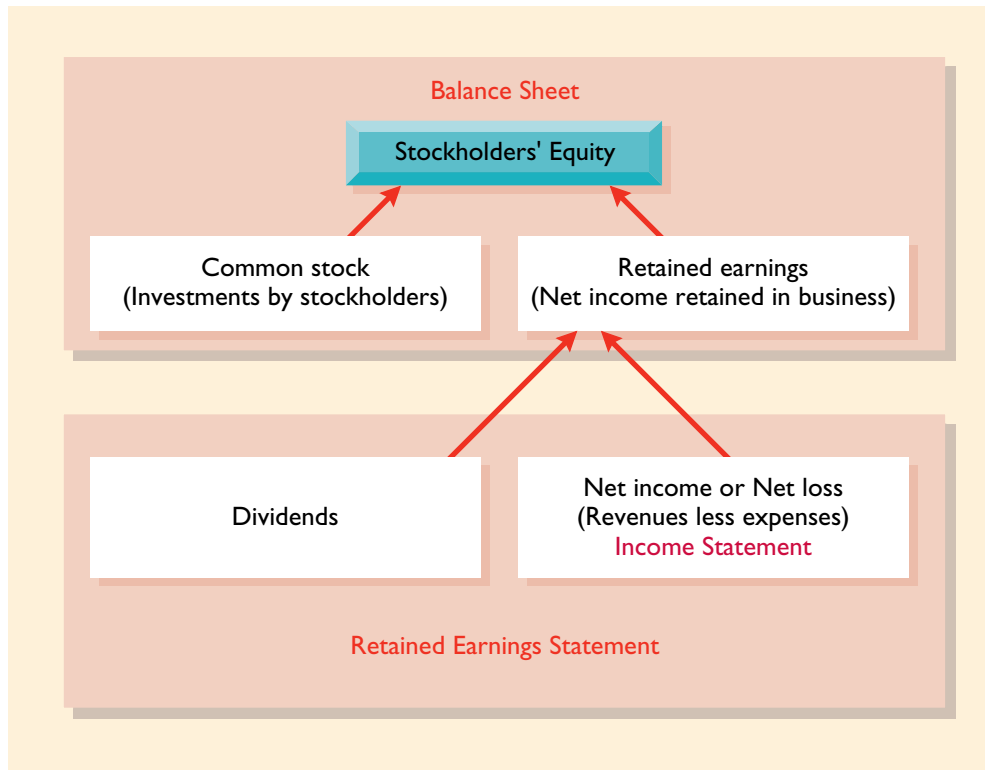 Balance Sheet
Stockholders' Equity
Common stock
(Investments by stockholders)
Retained earnings
(Net income retained in business)
Dividends
Net income or Net loss
(Revenues less expenses)
Income Statement
Retained Earnings Statement